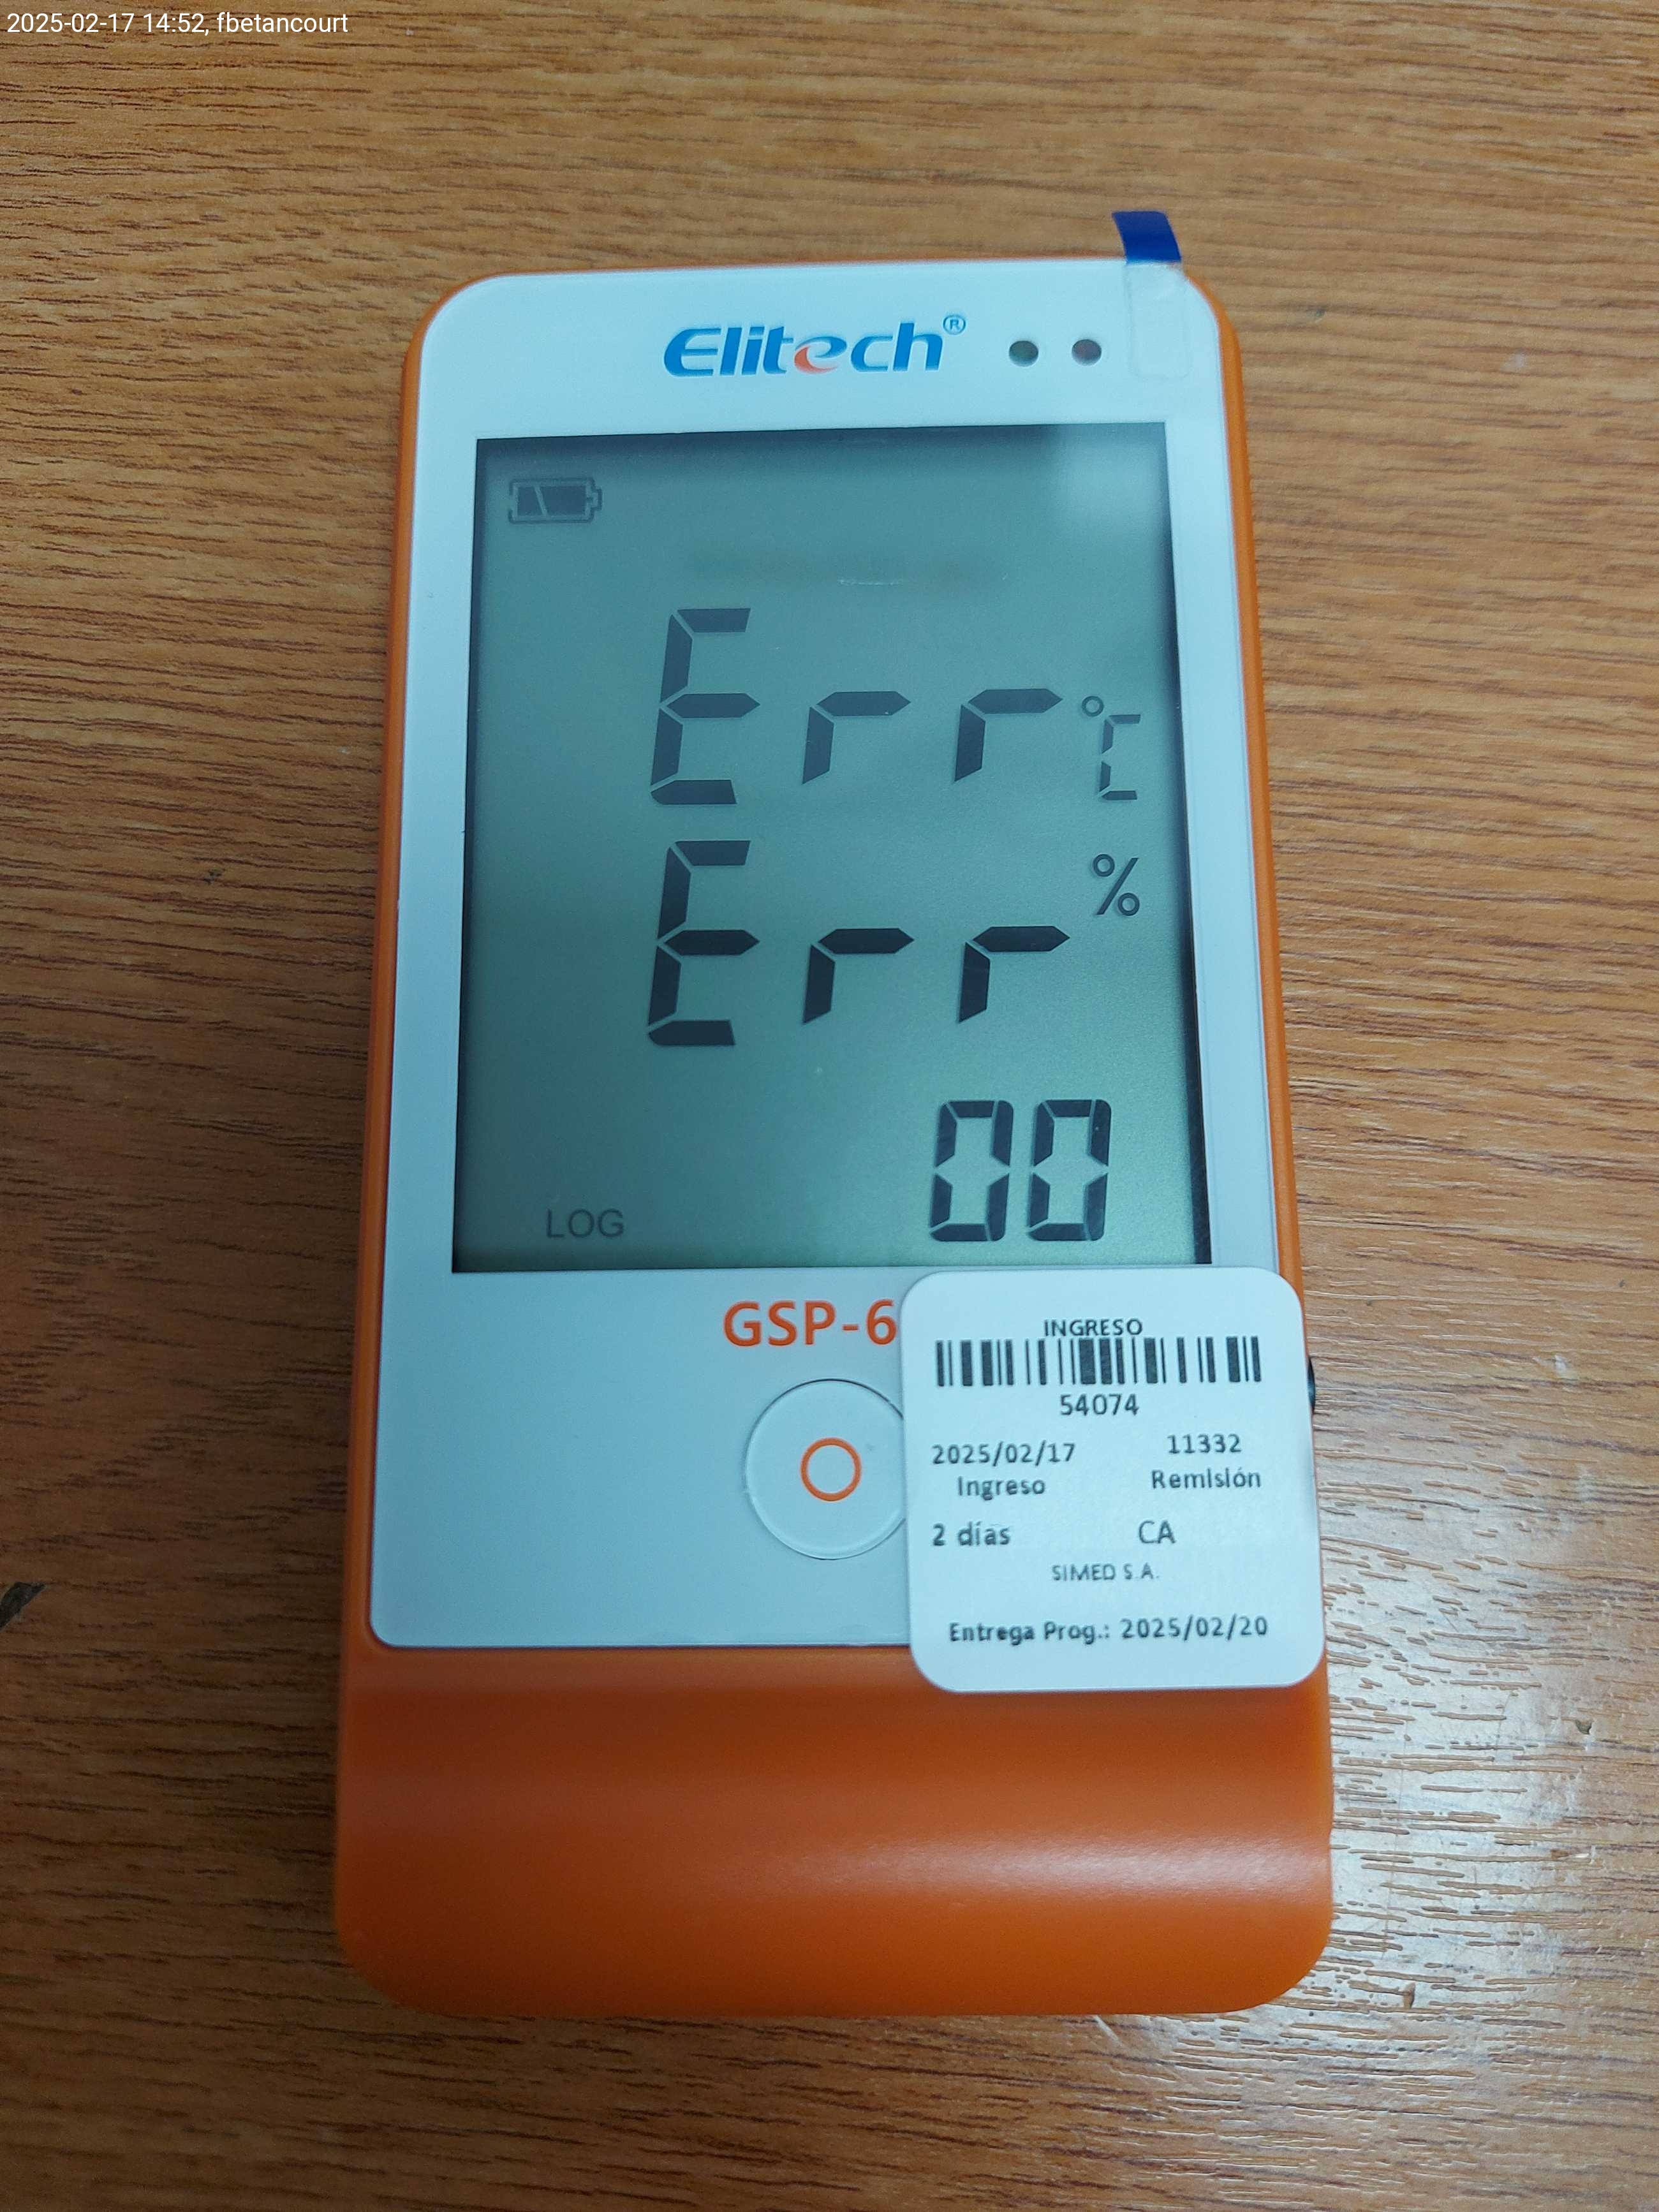 2025-02-17 14:52, fbetancourt
Elitech®
Err °C
Err %
00
LOG
GSP-6
INGRESO
54074
2025/02/17 11332
Ingreso Remisión
2 días CA
SIMED S.A.
Entrega Prog.: 2025/02/20